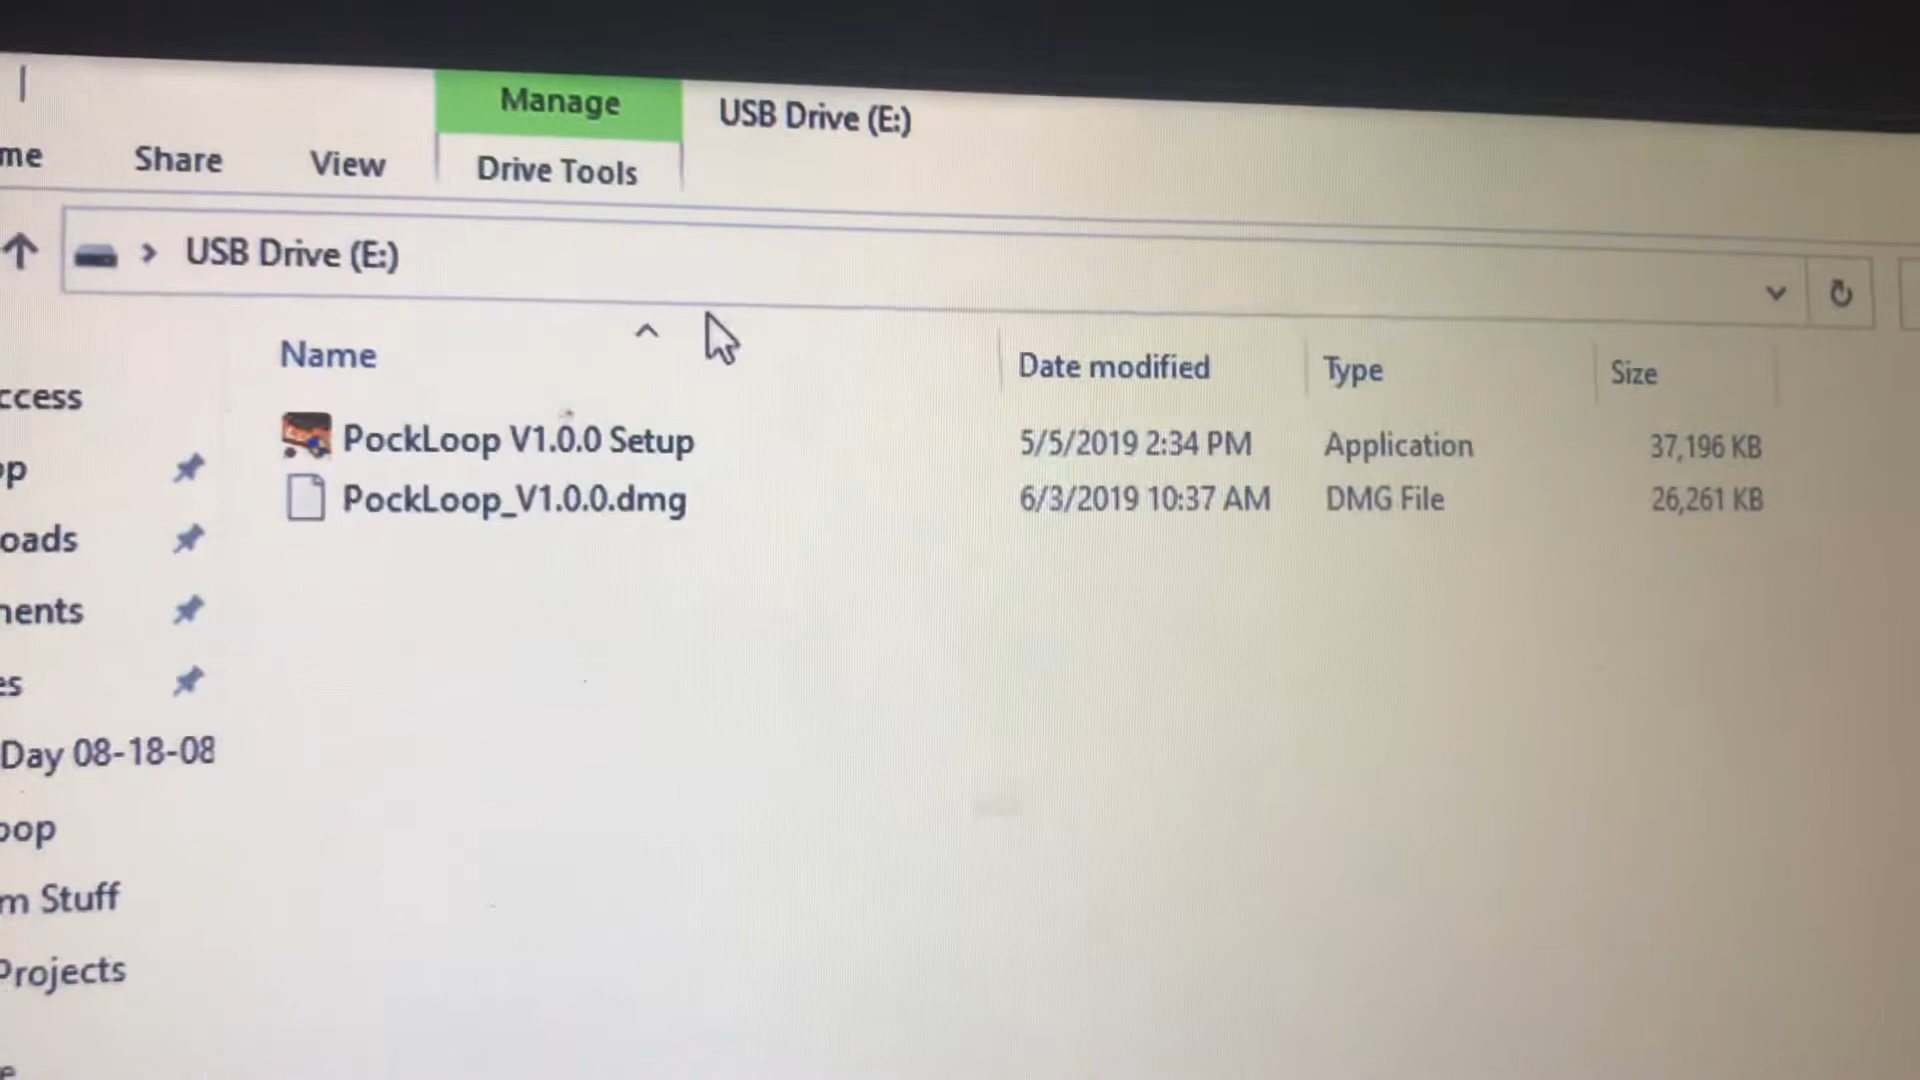 Manage
USB Drive (E:)
me
Share
View
Drive Tools
USB Drive (E:)
Name
Date modified
Type
Size
PockLoop V1.0.0 Setup
5/5/2019 2:34 PM
Application
37,196 KB
PockLoop_V1.0.0.dmg
6/3/2019 10:37 AM
DMG File
26,261 KB
ccess
op
oads
ments
es
Day 08-18-08
oop
m Stuff
Projects
e